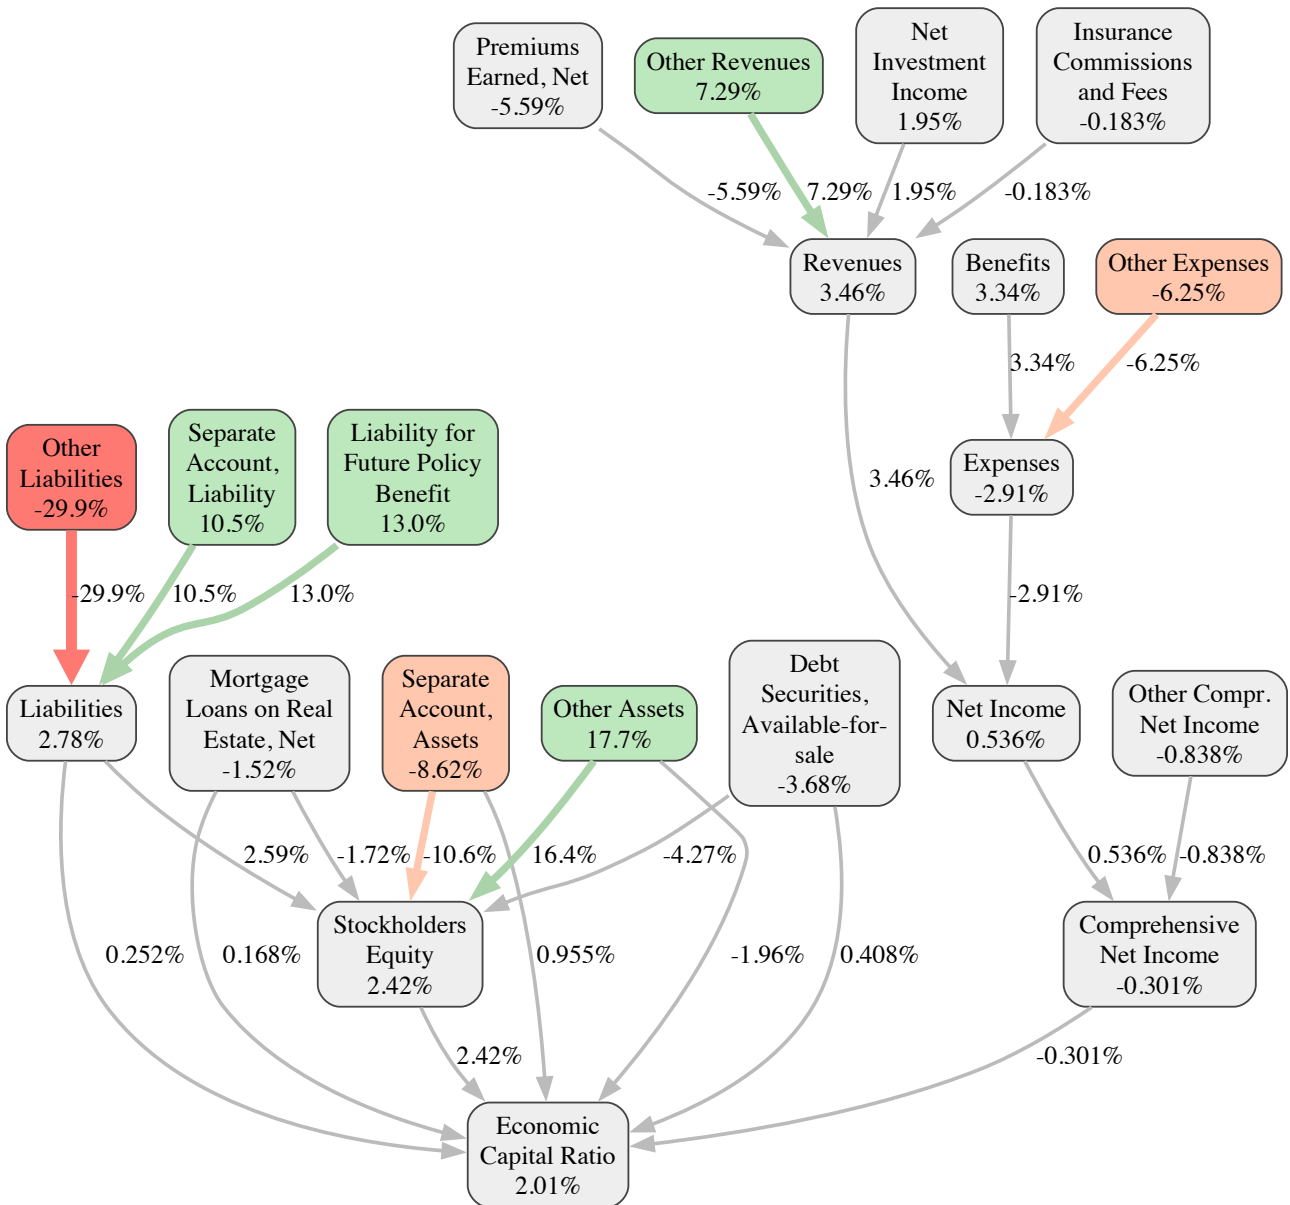 Premiums
Earned, Net
-5.59%
Other Revenues
7.29%
Net
Investment
Income
1.95%
Insurance
Commissions
and Fees
-0.183%
-5.59%
7.29%
1.95%
-0.183%
Revenues
3.46%
Benefits
3.34%
Other Expenses
-6.25%
3.34%
-6.25%
Other
Liabilities
-29.9%
Separate
Account,
Liability
10.5%
Liability for
Future Policy
Benefit
13.0%
3.46%
Expenses
-2.91%
-29.9%
10.5%
13.0%
-2.91%
Liabilities
2.78%
Mortgage
Loans on Real
Estate, Net
-1.52%
Separate
Account,
Assets
-8.62%
Other Assets
17.7%
Debt
Securities,
Available-for-
sale
-3.68%
Net Income
0.536%
Other Compr.
Net Income
-0.838%
2.59%
-1.72%
-10.6%
16.4%
-4.27%
0.536%
-0.838%
0.252%
0.168%
Stockholders
Equity
2.42%
0.955%
-1.96%
0.408%
Comprehensive
Net Income
-0.301%
2.42%
-0.301%
Economic
Capital Ratio
2.01%